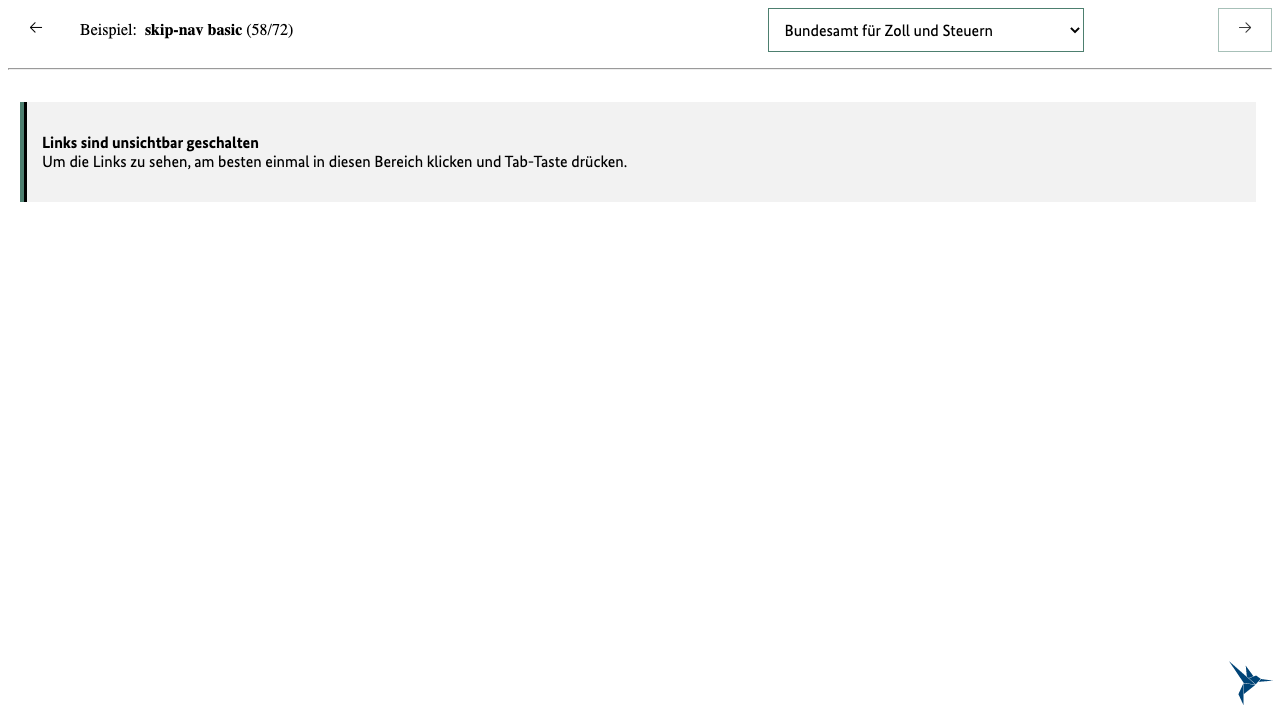 Beispiel: skip-nav basic (58/72)
Bundesamt für Zoll und Steuern
Links sind unsichtbar geschalten
Um die Links zu sehen, am besten einmal in diesen Bereich klicken und Tab-Taste drücken.